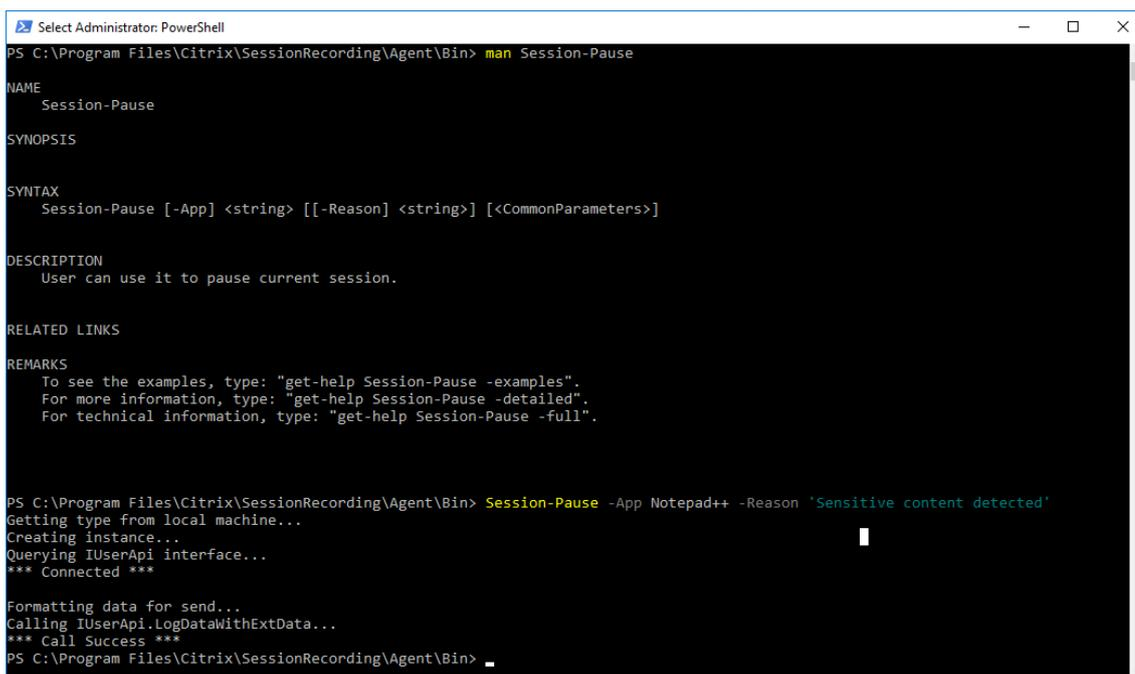 Select Administrator: PowerShell
PS C:\Program Files\Citrix\SessionRecording\Agent\Bin> man Session-Pause
NAME
Session-Pause
SYNOPSIS
SYNTAX
Session-Pause [-App] <string> [[-Reason] <string>] [<CommonParameters>]
DESCRIPTION
User can use it to pause current session.
RELATED LINKS
REMARKS
To see the examples, type: "get-help Session-Pause -examples".
For more information, type: "get-help Session-Pause -detailed".
For technical information, type: "get-help Session-Pause -full".
PS C:\Program Files\Citrix\SessionRecording\Agent\Bin> Session-Pause -App Notepad++ -Reason 'Sensitive content detected'
Getting type from local machine...
Creating instance...
Querying IUserApi interface...
*** Connected ***
Formatting data for send...
Calling IUserApi.LogDataWithExtData...
*** Call Success ***
PS C:\Program Files\Citrix\SessionRecording\Agent\Bin>